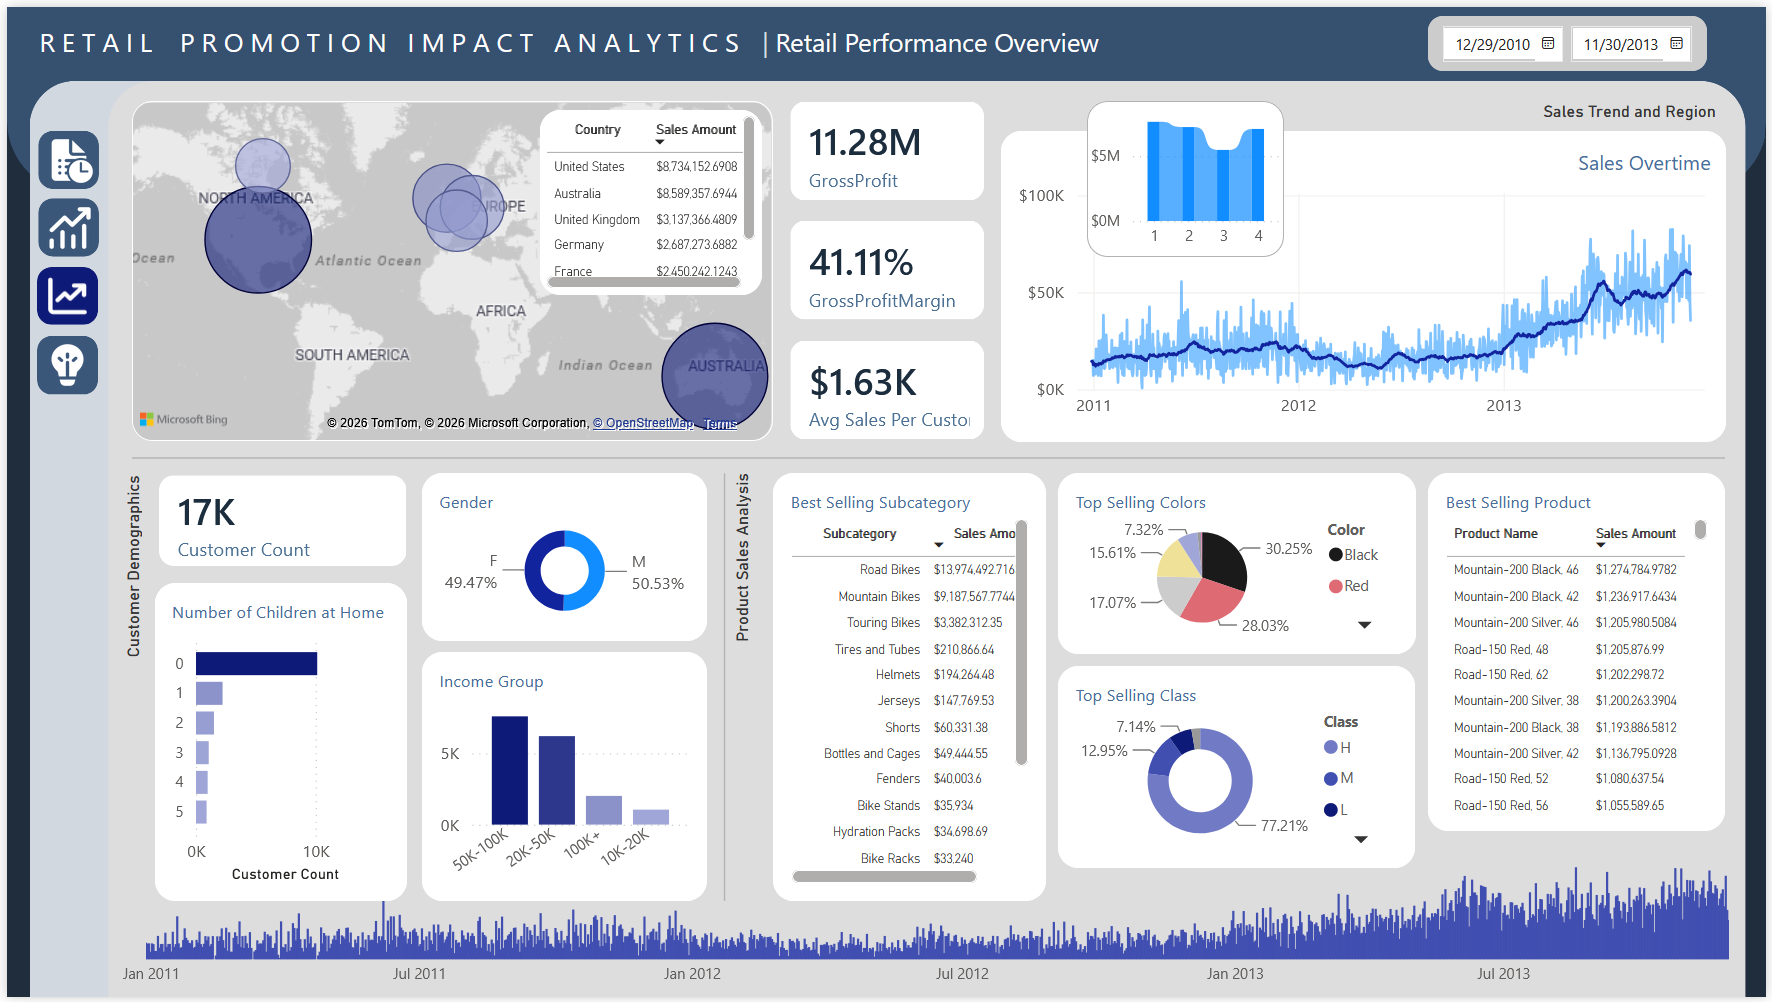 RETAIL PROMOTION IMPACT ANALYTICS | Retail Performance Overview
12/29/2010 11/30/2013
NORTH AMERICA
EUROPE
Ocean
Atlantic Ocean
AFRICA
SOUTH AMERICA
Indian Ocean
AUSTRALIA
Microsoft Bing
© 2026 TomTom, © 2026 Microsoft Corporation, © OpenStreetMap Terms
Country Sales Amount
United States $8,734,152.6908
Australia $8,589,357.6944
United Kingdom $3,137,366.4809
Germany $2,687,273.6882
France $2,450,242.1243
11.28M
GrossProfit
41.11%
GrossProfitMargin
$1.63K
Avg Sales Per Custo
Sales Trend and Region
Sales Overtime
$5M
$0M
1 2 3 4
$100K
$50K
$0K
2011 2012 2013
Customer Demographics
17K
Customer Count
Number of Children at Home
0
1
2
3
4
5
0K 10K
Customer Count
Gender
F
49.47%
M
50.53%
Income Group
5K
0K
50K-100K 20K-50K 100K+ 10K-20K
Product Sales Analysis
Best Selling Subcategory
Subcategory Sales Amo
Road Bikes $13,974,492.716
Mountain Bikes $9,187,567.7744
Touring Bikes $3,382,312.35
Tires and Tubes $210,866.64
Helmets $194,264.48
Jerseys $147,769.53
Shorts $60,331.38
Bottles and Cages $49,444.55
Fenders $40,003.6
Bike Stands $35,934
Hydration Packs $34,698.69
Bike Racks $33,240
Top Selling Colors
7.32%
15.61%
17.07%
30.25%
28.03%
Color
Black
Red
Top Selling Class
7.14%
12.95%
77.21%
Class
H
M
L
Best Selling Product
Product Name Sales Amount
Mountain-200 Black, 46 $1,274,784.9782
Mountain-200 Black, 42 $1,236,917.6434
Mountain-200 Silver, 46 $1,205,980.5084
Road-150 Red, 48 $1,205,876.99
Road-150 Red, 62 $1,202,298.72
Mountain-200 Silver, 38 $1,200,263.3904
Mountain-200 Black, 38 $1,193,886.5812
Mountain-200 Silver, 42 $1,136,795.0928
Road-150 Red, 52 $1,080,637.54
Road-150 Red, 56 $1,055,589.65
Jan 2011 Jul 2011 Jan 2012 Jul 2012 Jan 2013 Jul 2013